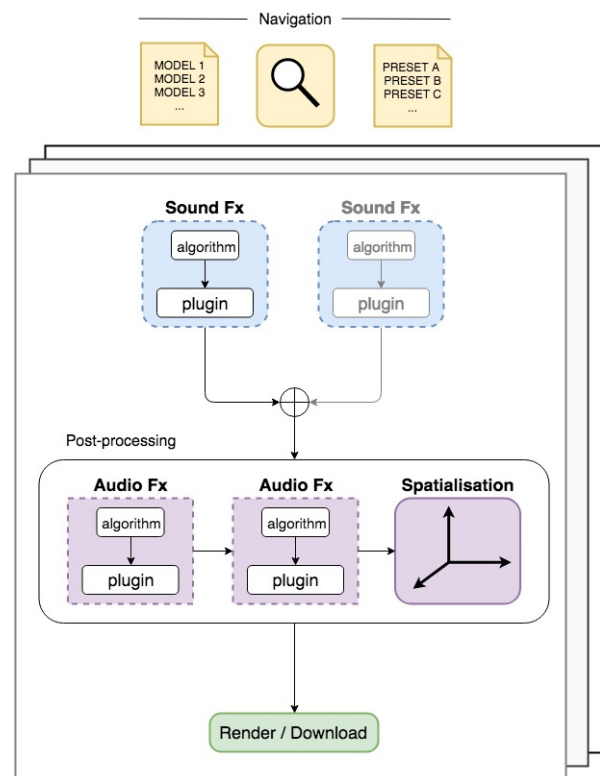 Navigation
MODEL 1
MODEL 2
MODEL 3
...
PRESET A
PRESET B
PRESET C
...
Sound Fx
algorithm
plugin
Sound Fx
algorithm
plugin
Post-processing
Audio Fx
algorithm
plugin
Audio Fx
algorithm
plugin
Spatialisation
Render / Download